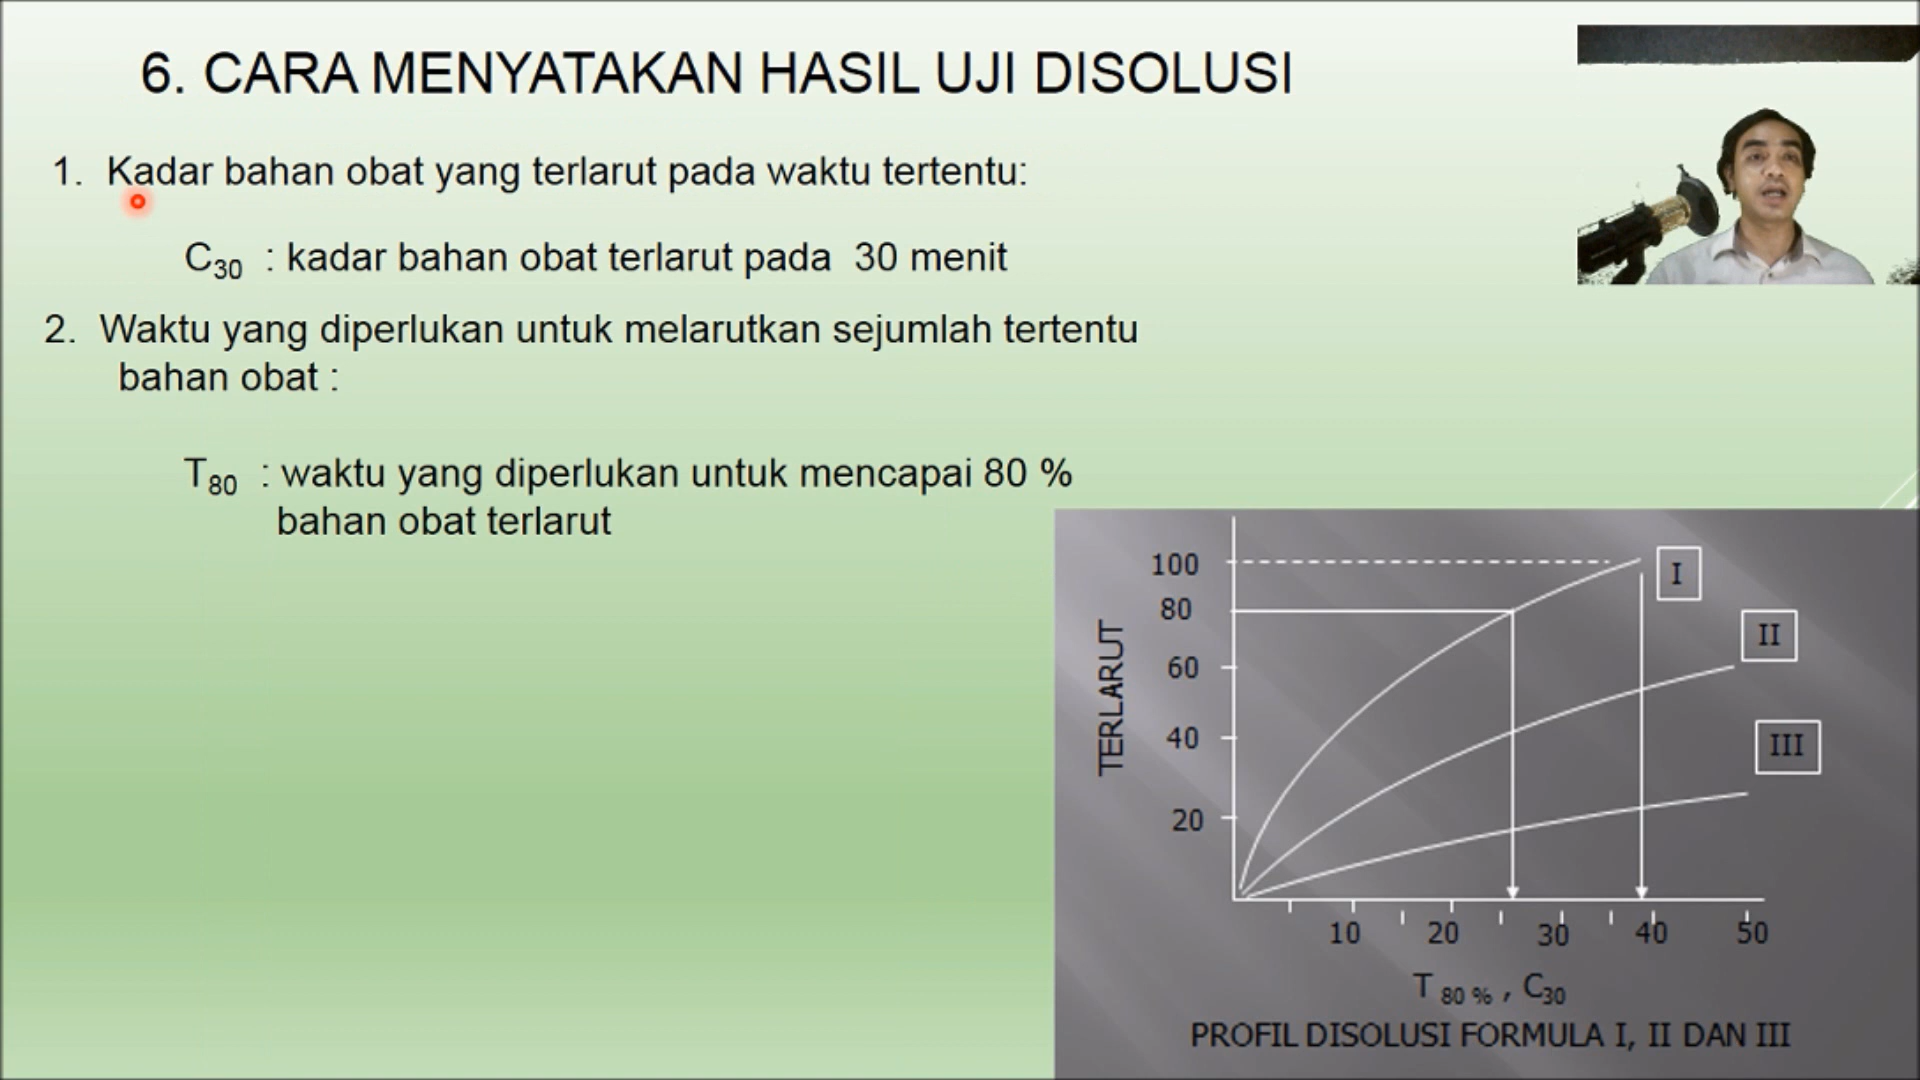 6. CARA MENYATAKAN HASIL UJI DISOLUSI
1. Kadar bahan obat yang terlarut pada waktu tertentu:
C30 : kadar bahan obat terlarut pada 30 menit
2. Waktu yang diperlukan untuk melarutkan sejumlah tertentu
bahan obat :
T80 : waktu yang diperlukan untuk mencapai 80 %
bahan obat terlarut
TERLARUT
100
80
60
40
20
I
II
III
10 20 30 40 50
T 80 % , C30
PROFIL DISOLUSI FORMULA I, II DAN III